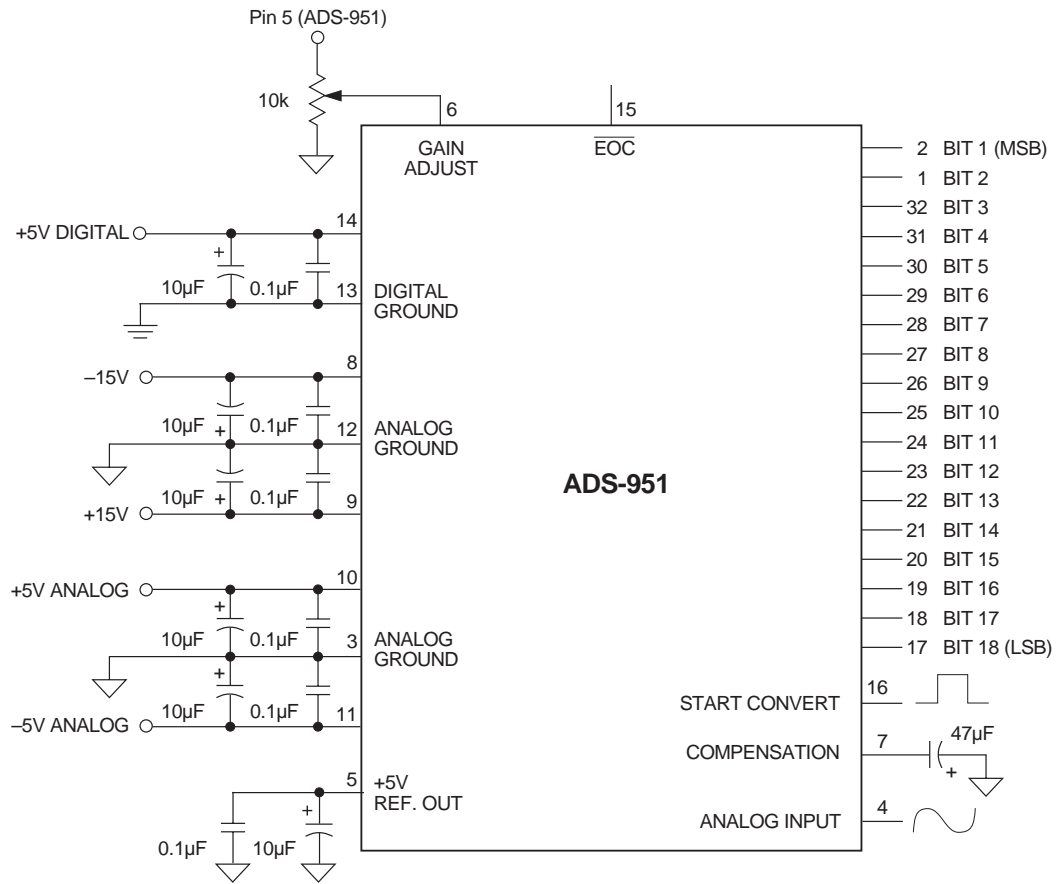 Pin 5 (ADS-951)
10k
6
15
GAIN
ADJUST
EOC
2 BIT 1 (MSB)
1 BIT 2
32 BIT 3
31 BIT 4
30 BIT 5
29 BIT 6
28 BIT 7
27 BIT 8
26 BIT 9
25 BIT 10
24 BIT 11
23 BIT 12
22 BIT 13
21 BIT 14
20 BIT 15
19 BIT 16
18 BIT 17
17 BIT 18 (LSB)
14
+5V DIGITAL
+
10µF 0.1µF
13 DIGITAL
GROUND
8
–15V
10µF + 0.1µF
12 ANALOG
GROUND
10µF + 0.1µF
+15V
9
ADS-951
10
+5V ANALOG
+
10µF 0.1µF
3 ANALOG
GROUND
+
10µF 0.1µF
–5V ANALOG
11
5 +5V
REF. OUT
+
0.1µF 10µF
START CONVERT 16
COMPENSATION 7
47µF
+
ANALOG INPUT 4